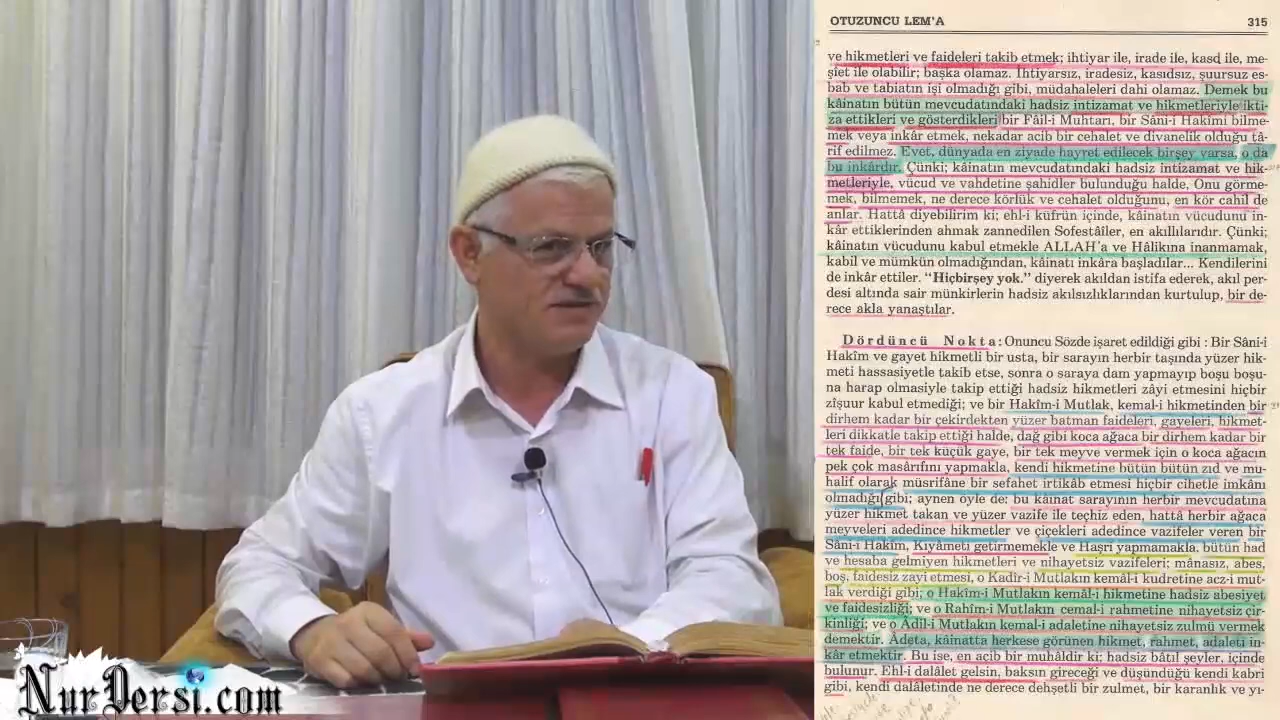 OTUZUNCU LEM'A 315
ve hikmetleri ve faideleri takib etmek; ihtiyar ile, irade ile, kasd ile, me-
şiet ile olabilir; başka olamaz. İhtiyarsız, iradesiz, kasıdsız, şuursuz es-
bab ve tabiatın işi olmadığı gibi, müdahaleleri dahi olamaz. Demek bu
kâinatın bütün mevcudatındaki hadsiz intizamat ve hikmetleriyle ikti-
za ettikleri ve gösterdikleri bir Fâil-i Muhtarı, bir Sâni-i Hakîmi bilme-
mek veya inkâr etmek, nekadar acib bir cehalet ve divanelik olduğu tâ-
rif edilmez. Evet, dünyada en ziyade hayret edilecek birşey varsa, o da
bu inkârdır. Çünki; kâinatın mevcudatındaki hadsiz intizamat ve hik-
metleriyle, vücud ve vahdetine şahidler bulunduğu halde, Onu görme-
mek, bilmemek, ne derece körlük ve cehalet olduğunu, en kör cahil de
anlar. Hattâ diyebilirim ki; ehl-i küfrün içinde, kâinatın vücudunu in-
kâr ettiklerinden ahmak zannedilen Sofestâiler, en akıllılarıdır. Çünki;
kâinatın vücudunu kabul etmekle ALLAH'a ve Hâlikına inanmamak,
kabil ve mümkün olmadığından, kâinatı inkâra başladılar... Kendilerini
de inkâr ettiler. "Hiçbirşey yok." diyerek akıldan istifa ederek, akıl per-
desi altında sair münkirlerin hadsiz akılsızlıklarından kurtulup, bir de-
rece akla yanaştılar.
Dördüncü Nokta: Onuncu Sözde işaret edildiği gibi : Bir Sâni-i
Hakîm ve gayet hikmetli bir usta, bir sarayın herbir taşında yüzer hik-
meti hassasiyetle takib etse, sonra o saraya dam yapmayıp boşu boşu-
na harap olmasiyle takip ettiği hadsiz hikmetleri zâyi etmesini hiçbir
zîşuur kabul etmediği; ve bir Hakîm-i Mutlak, kemal-i hikmetinden bir
dirhem kadar bir çekirdekten yüzer batman faideleri, gayeleri, hikmet-
leri dikkatle takip ettiği halde, dağ gibi koca ağaca bir dirhem kadar bir
tek faide, bir tek küçük gaye, bir tek meyve vermek için o koca ağacın
pek çok masârifını yapmakla, kendi hikmetine bütün bütün zıd ve mu-
halif olarak müsrifâne bir sefahet irtikâb etmesi hiçbir cihetle imkânı
olmadığı gibi; aynen öyle de: bu kâinat sarayının herbir mevcudatına
yüzer hikmet takan ve yüzer vazife ile teçhiz eden, hattâ herbir ağaca
meyveleri adedince hikmetler ve çiçekleri adedince vazifeler veren bir
Sâni-i Hakîm, Kıyâmeti getirmemekle ve Haşri yapmamakla, bütün had
ve hesaba gelmiyen hikmetleri ve nihayetsiz vazifeleri; mânasız, abes,
boş, faidesiz zayi etmesi, o Kadîr-i Mutlakın kemâl-i kudretine acz-i mut-
lak verdiği gibi; o Hakîm-i Mutlakın kemâl-i hikmetine hadsiz abesiyet
ve faidesizliği; ve o Rahîm-i Mutlakın cemal-i rahmetine nihayetsiz çir-
kinliği; ve o Âdil-i Mutlakın kemal-i adaletine nihayetsiz zulmü vermek
demektir. Adeta, kâinatta herkese görünen hikmet, rahmet, adaleti in-
kâr etmektir. Bu ise, en acib bir muhâldir ki; hadsiz bâtıl şeyler, içinde
bulunur. Ehl-i dalâlet gelsin, baksın gireceği ve düşündüğü kendi kabri
gibi, kendi dalâletinde ne derece dehşetli bir zulmet, bir karanlık ve yı-
NurDersi.com